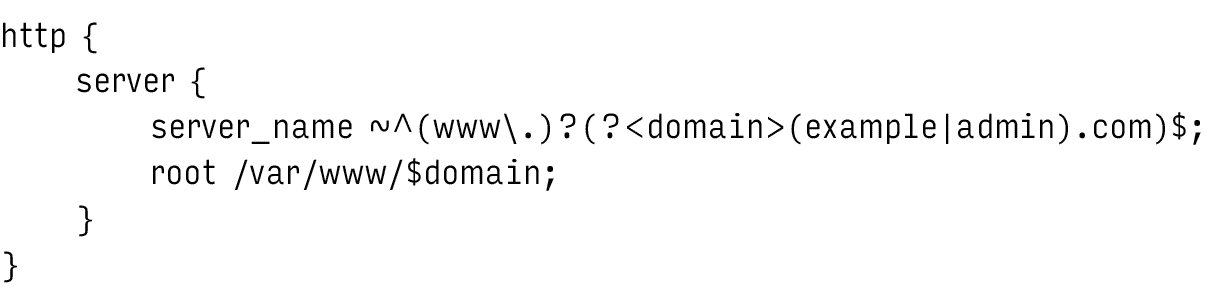 http {
server {
server_name ~^(www\.)?(?<domain>(example|admin).com)$;
root /var/www/$domain;
}
}